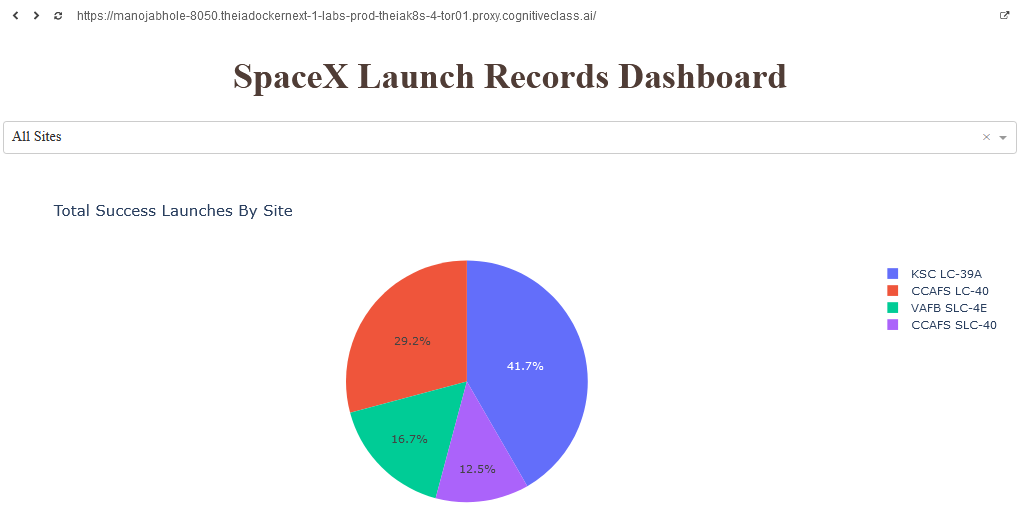 https://manojabhole-8050.theiadockernext-1-labs-prod-theiak8s-4-tor01.proxy.cognitiveclass.ai/
SpaceX Launch Records Dashboard
All Sites
Total Success Launches By Site
KSC LC-39A
CCAFS LC-40
VAFB SLC-4E
CCAFS SLC-40
29.2%
41.7%
16.7%
12.5%